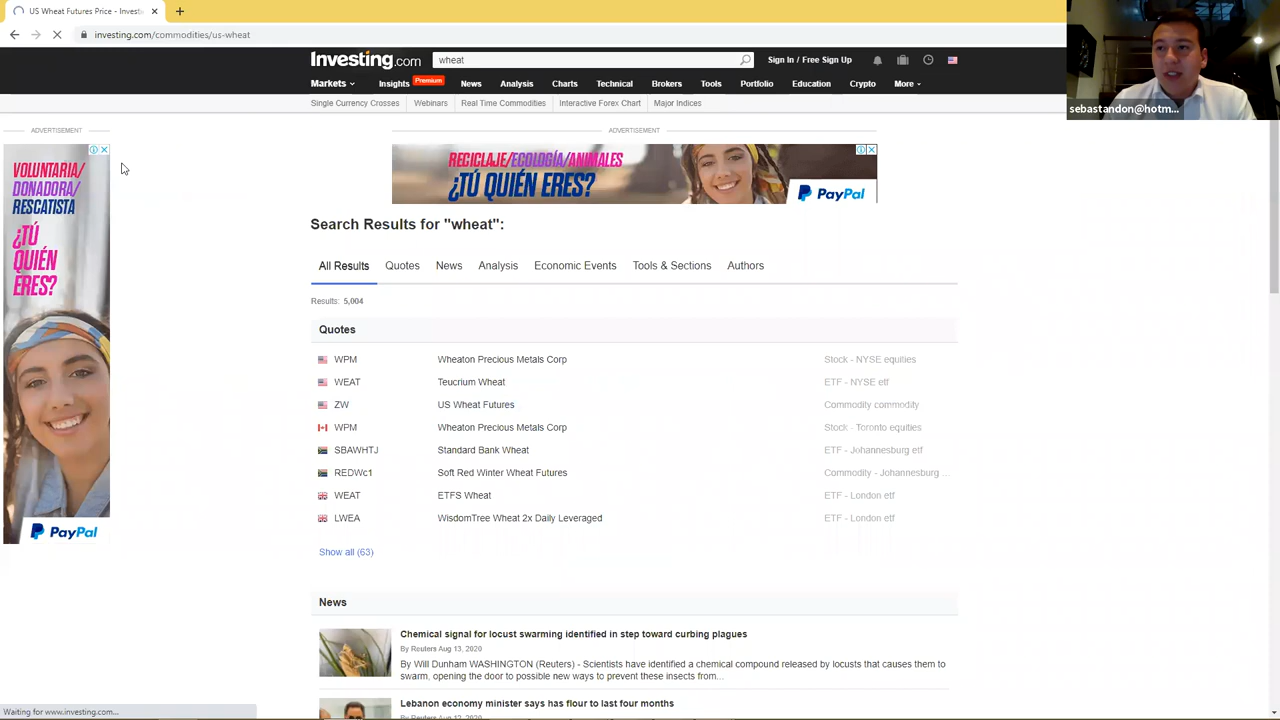 US Wheat Futures Price - Investi
investing.com/commodities/us-wheat
sebastandon@hotm...
Investing.com
wheat
Sign In / Free Sign Up
Markets
Insights
Premium
News
Analysis
Charts
Technical
Brokers
Tools
Portfolio
Education
Crypto
More
Single Currency Crosses
Webinars
Real Time Commodities
Interactive Forex Chart
Major Indices
ADVERTISEMENT
ADVERTISEMENT
VOLUNTARIA/
DONADORA/
RESCATISTA
¿TÚ
QUIÉN
ERES?
PayPal
RECICLAJE/ECOLOGÍA/ANIMALES
¿TÚ QUIÉN ERES?
PayPal
Search Results for "wheat":
All Results
Quotes
News
Analysis
Economic Events
Tools & Sections
Authors
Results: 5,004
Quotes
WPM Wheaton Precious Metals Corp Stock - NYSE equities
WEAT Teucrium Wheat ETF - NYSE etf
ZW US Wheat Futures Commodity commodity
WPM Wheaton Precious Metals Corp Stock - Toronto equities
SBAWHTJ Standard Bank Wheat ETF - Johannesburg etf
REDWc1 Soft Red Winter Wheat Futures Commodity - Johannesburg ...
WEAT ETFS Wheat ETF - London etf
LWEA WisdomTree Wheat 2x Daily Leveraged ETF - London etf
Show all (63)
News
Chemical signal for locust swarming identified in step toward curbing plagues
By Reuters Aug 13, 2020
By Will Dunham WASHINGTON (Reuters) - Scientists have identified a chemical compound released by locusts that causes them to
swarm, opening the door to possible new ways to prevent these insects from...
Lebanon economy minister says has flour to last four months
By Reuters Aug 12, 2020
Waiting for www.investing.com...